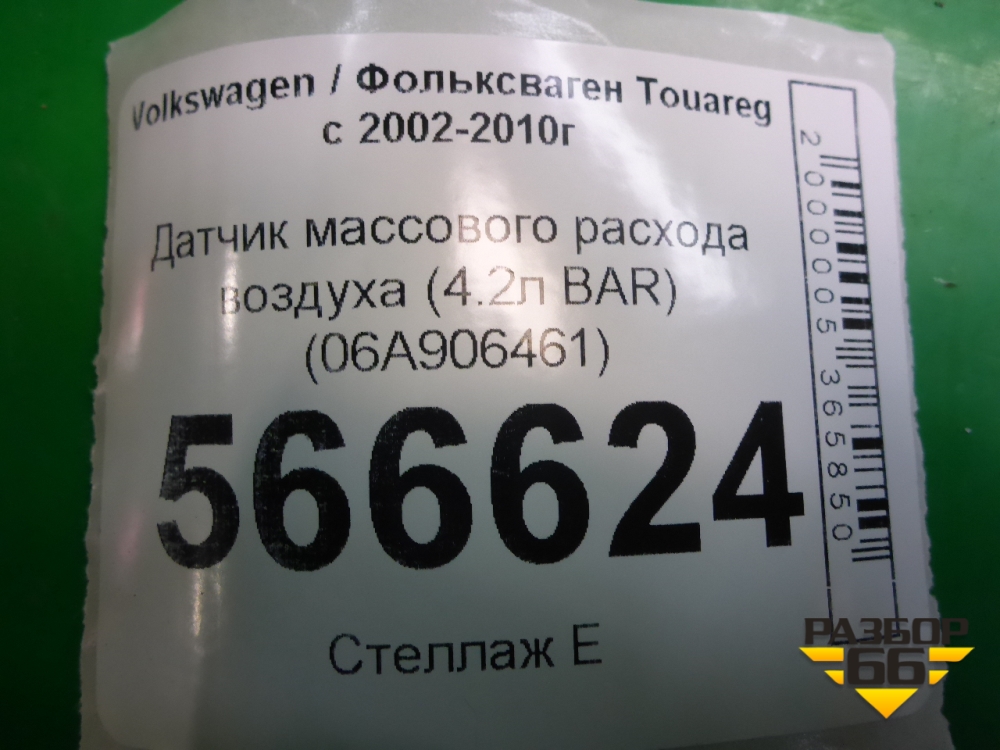 Volkswagen / Фольксваген Touareg
с 2002-2010г
Датчик массового расхода
воздуха (4.2л BAR)
(06A906461)
566624
Стеллаж Е
2000005365850
РАЗБОР
66